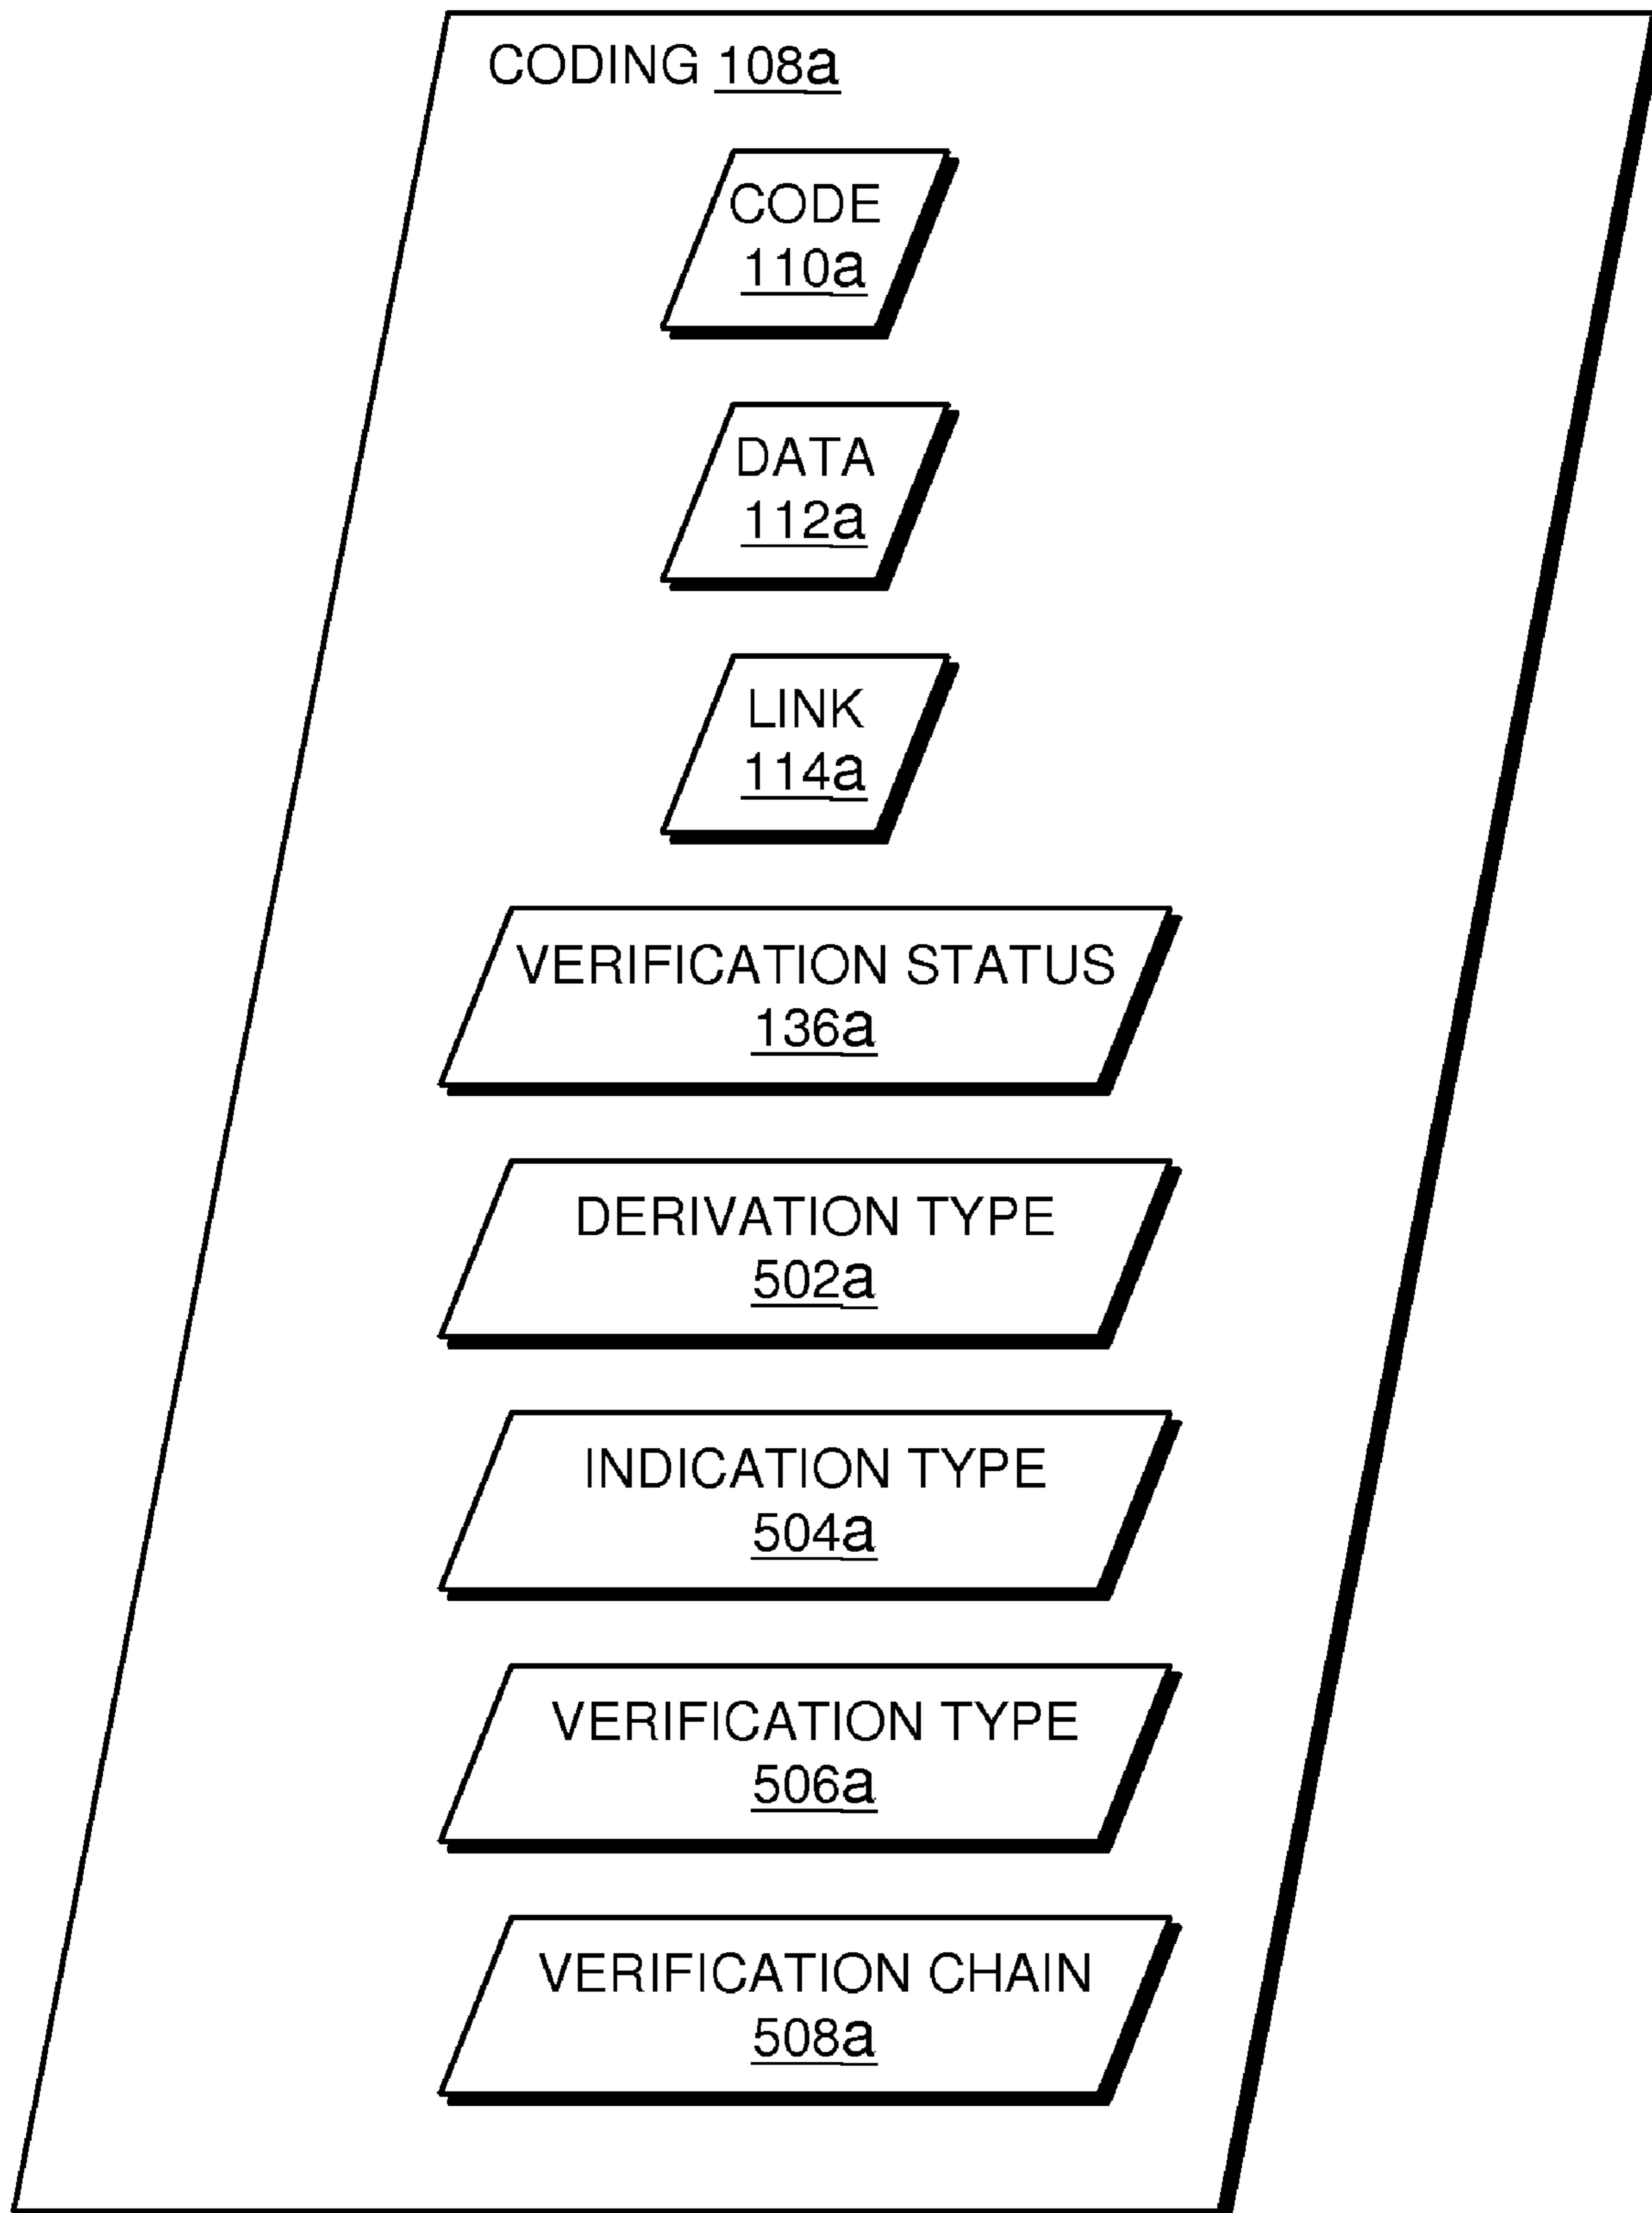 CODING 108a
CODE
110a
DATA
112a
LINK
114a
VERIFICATION STATUS
136a
DERIVATION TYPE
502a
INDICATION TYPE
504a
VERIFICATION TYPE
506a
VERIFICATION CHAIN
508a